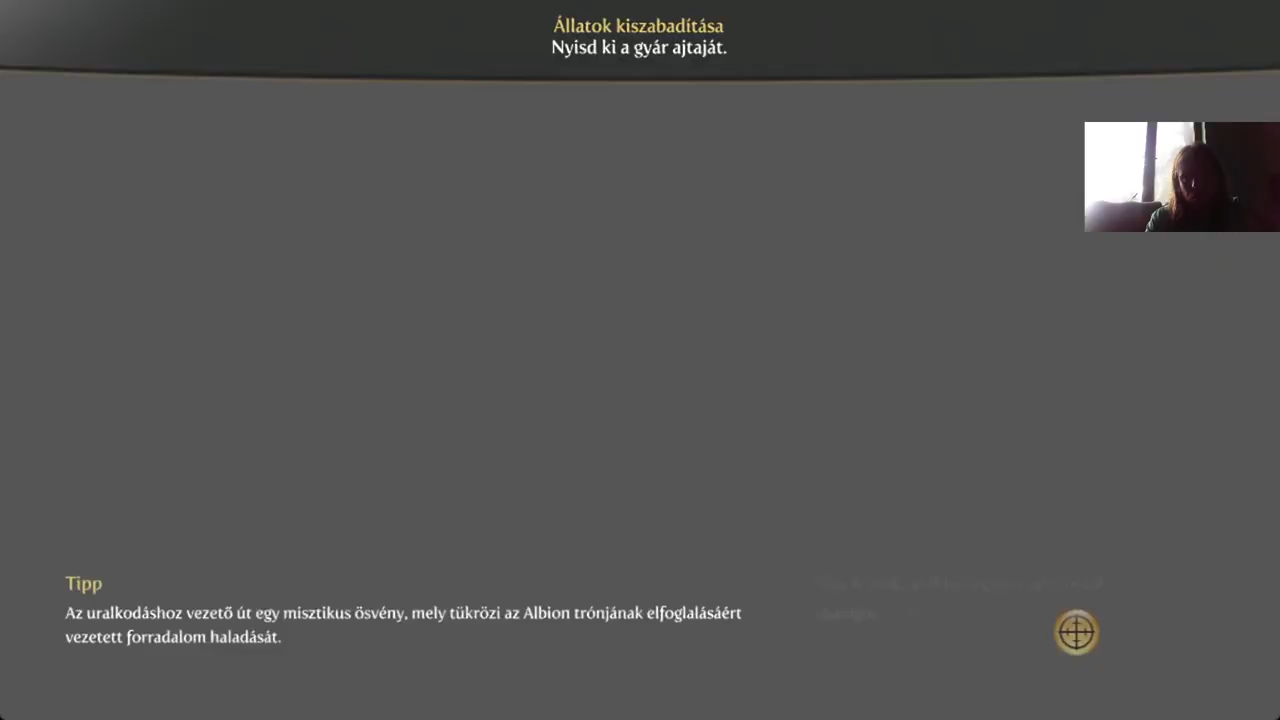 Állatok kiszabadítása
Nyisd ki a gyár ajtaját.
Tipp
Az uralkodáshoz vezető út egy misztikus ösvény, mely tükrözi az Albion trónjának elfoglalásáért
vezetett forradalom haladását.